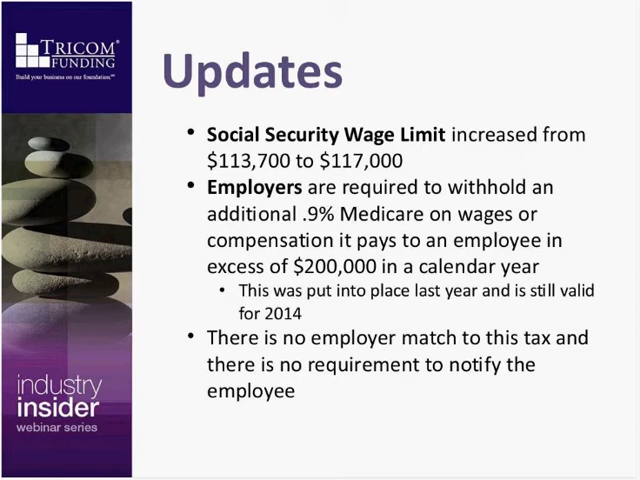 TRICOM®
FUNDING
Build your business on our foundation.℠
Updates
• Social Security Wage Limit increased from
$113,700 to $117,000
• Employers are required to withhold an
additional .9% Medicare on wages or
compensation it pays to an employee in
excess of $200,000 in a calendar year
• This was put into place last year and is still valid
for 2014
• There is no employer match to this tax and
there is no requirement to notify the
employee
industry
insider
webinar series